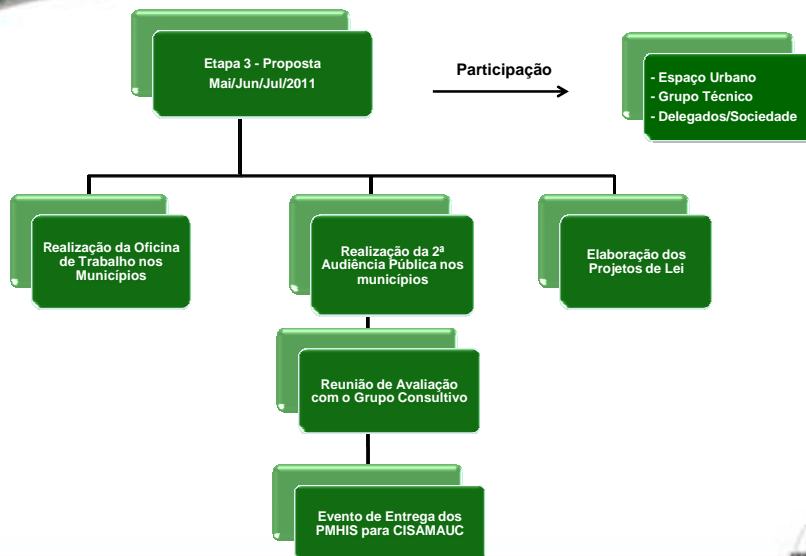 Etapa 3 - Proposta
Mai/Jun/Jul/2011
Participação
- Espaço Urbano
- Grupo Técnico
- Delegados/Sociedade
Realização da Oficina
de Trabalho nos
Municípios
Realização da 2ª
Audiência Pública nos
municípios
Elaboração dos
Projetos de Lei
Reunião de Avaliação
com o Grupo Consultivo
Evento de Entrega dos
PMHIS para CISAMAUC